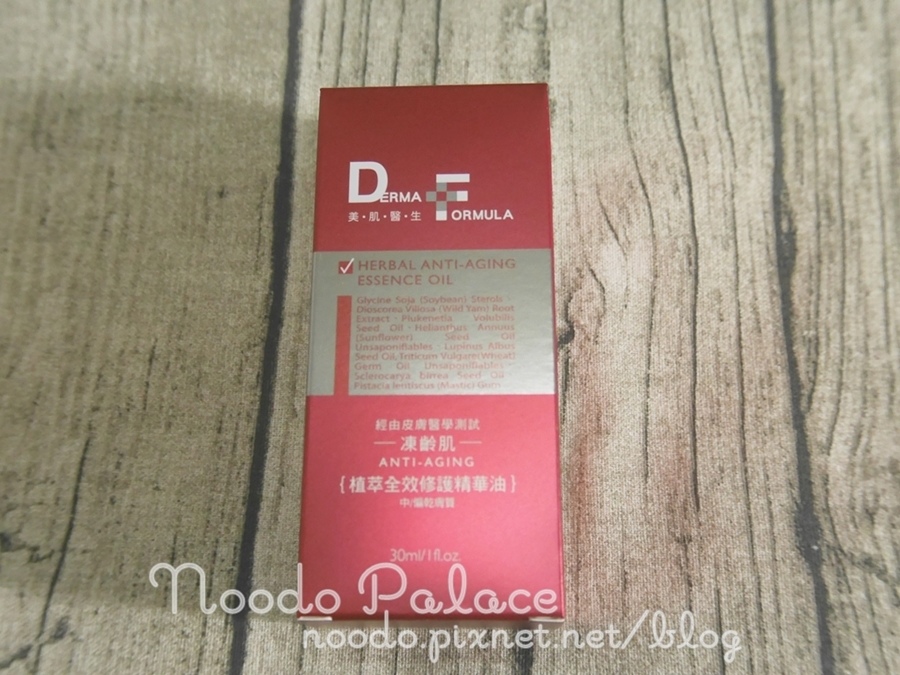 DERMA FORMULA
美·肌·醫·生
HERBAL ANTI-AGING
ESSENCE OIL
Glycine Soja (Soybean) Sterols、
Dioscorea Villosa (Wild Yam) Root
Extract、Plukenetia Volubilis
Seed Oil、Helianthus Annuus
(Sunflower) Seed Oil
Unsaponifiables、Lupinus Albus
Seed Oil, Triticum Vulgare(Wheat)
Germ Oil Unsaponifiables、
Sclerocarya Birrea Seed Oil、
Pistacia lentiscus (Mastic) Gum
經由皮膚醫學測試
凍齡肌
ANTI-AGING
{植萃全效修護精華油}
中/偏乾膚質
30ml/1fl.oz.
Noodo Palace
noodo.pixnet.net/blog